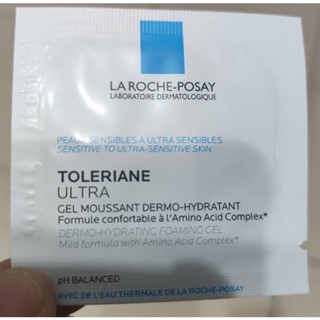 LA ROCHE-POSAY
LABORATOIRE DERMATOLOGIQUE
PEAUX SENSIBLES À ULTRA SENSIBLES
SENSITIVE TO ULTRA-SENSITIVE SKIN
TOLERIANE
ULTRA
GEL MOUSSANT DERMO-HYDRATANT
Formule confortable à l'Amino Acid Complex*
DERMO-HYDRATING FOAMING GEL
Mild formula with Amino Acid Complex*
pH BALANCED
AVEC DE L'EAU THERMALE DE LA ROCHE-POSAY